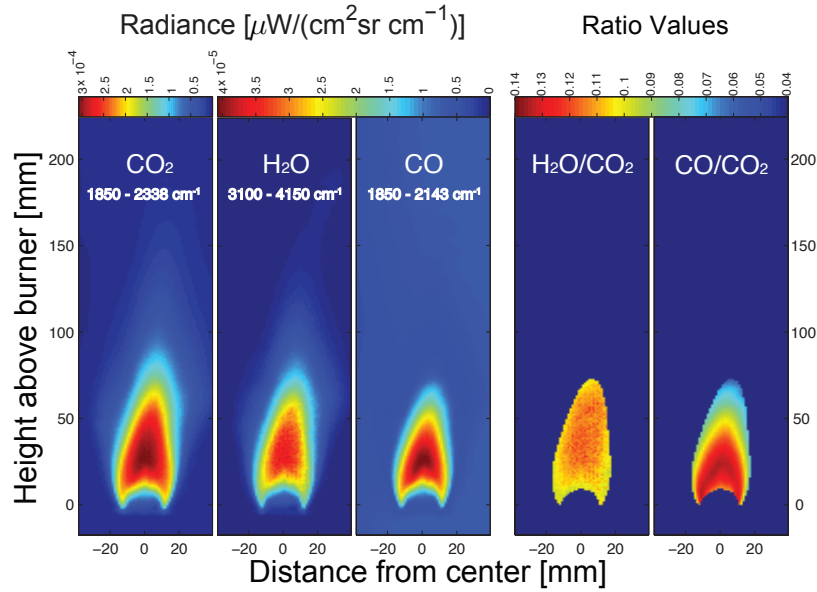 Radiance [μW/(cm²sr cm⁻¹)]
Ratio Values
3 x 10⁻⁴
2.5
2
1.5
1
0.5
4 x 10⁻⁵
3.5
3
2.5
2
1.5
1
0.5
0
0.14
0.13
0.12
0.11
0.1
0.09
0.08
0.07
0.06
0.05
0.04
CO₂
1850 - 2338 cm⁻¹
H₂O
3100 - 4150 cm⁻¹
CO
1850 - 2143 cm⁻¹
H₂O/CO₂
CO/CO₂
Height above burner [mm]
200
150
100
50
0
200
150
100
50
0
−20 0 20 −20 0 20 −20 0 20 −20 0 20 −20 0 20
Distance from center [mm]